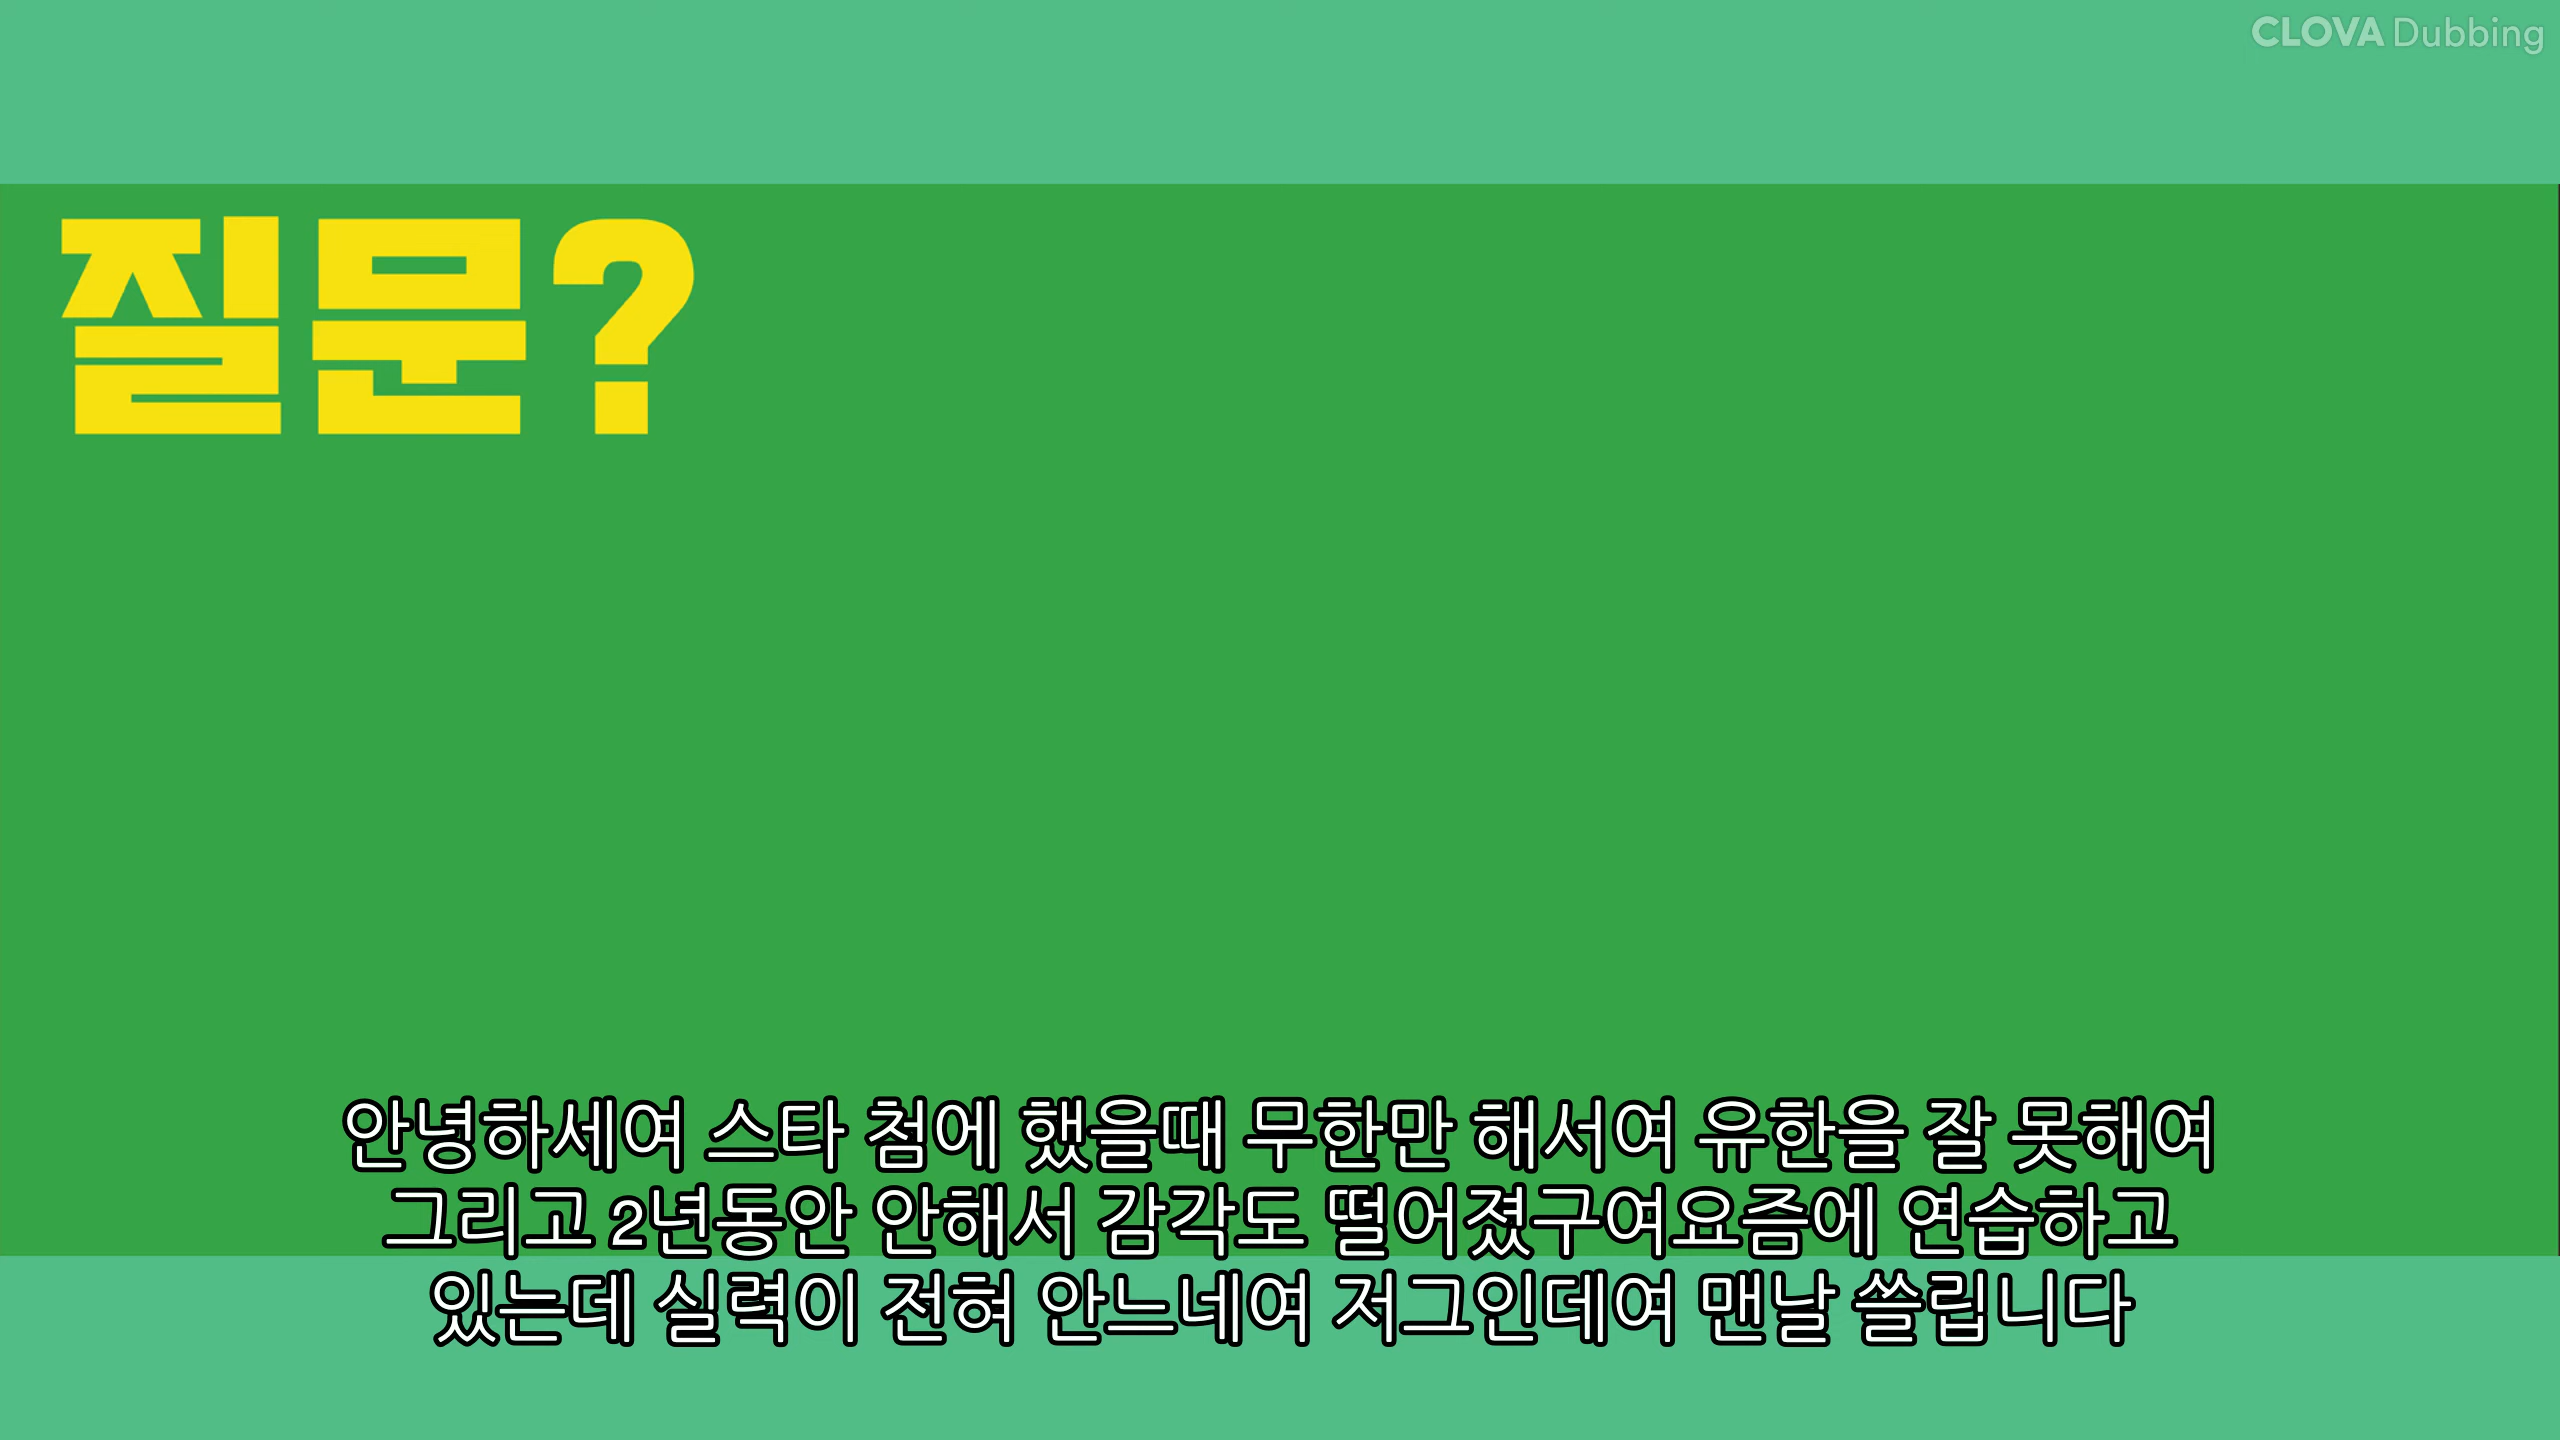 CLOVA Dubbing
질문?
안녕하세여 스타 첨에 했을때 무한만 해서여 유한을 잘 못해여
그리고 2년동안 안해서 감각도 떨어졌구여요즘에 연습하고
있는데 실력이 전혀 안느네여 저그인데여 맨날 쓸립니다